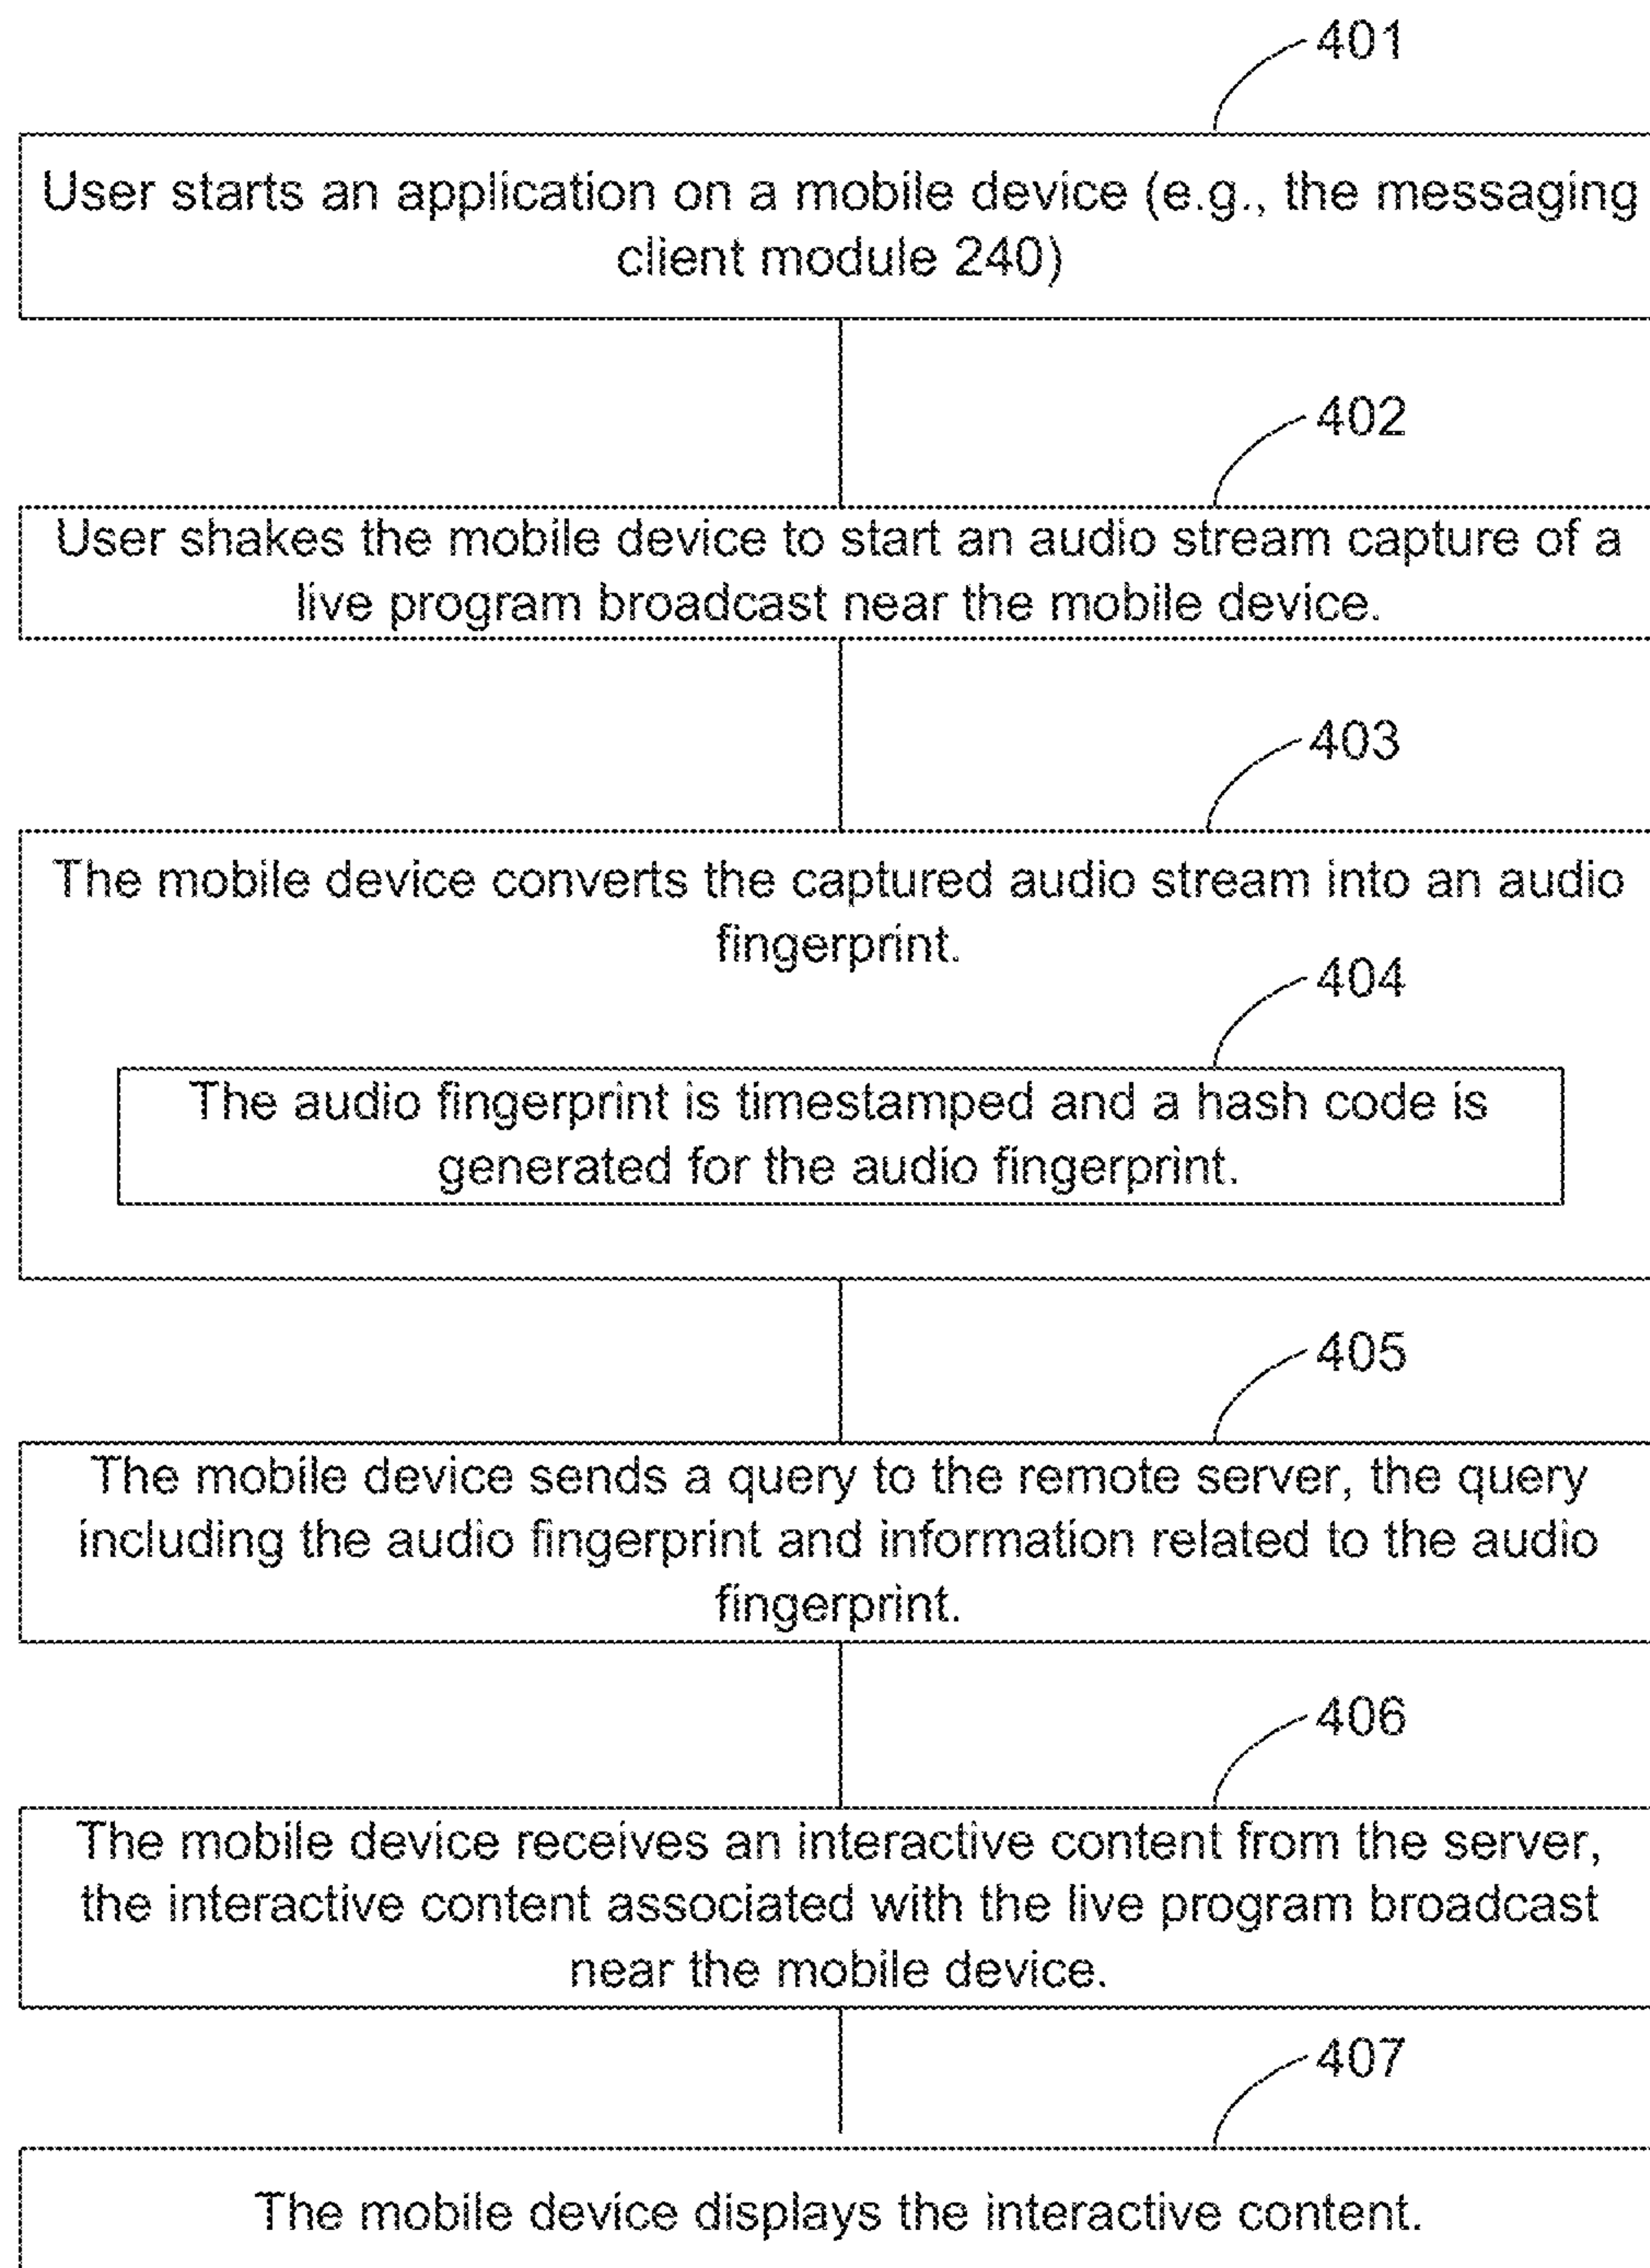 401
User starts an application on a mobile device (e.g., the messaging
client module 240)
402
User shakes the mobile device to start an audio stream capture of a
live program broadcast near the mobile device.
403
The mobile device converts the captured audio stream into an audio
fingerprint.
404
The audio fingerprint is timestamped and a hash code is
generated for the audio fingerprint.
405
The mobile device sends a query to the remote server, the query
including the audio fingerprint and information related to the audio
fingerprint.
406
The mobile device receives an interactive content from the server,
the interactive content associated with the live program broadcast
near the mobile device.
407
The mobile device displays the interactive content.